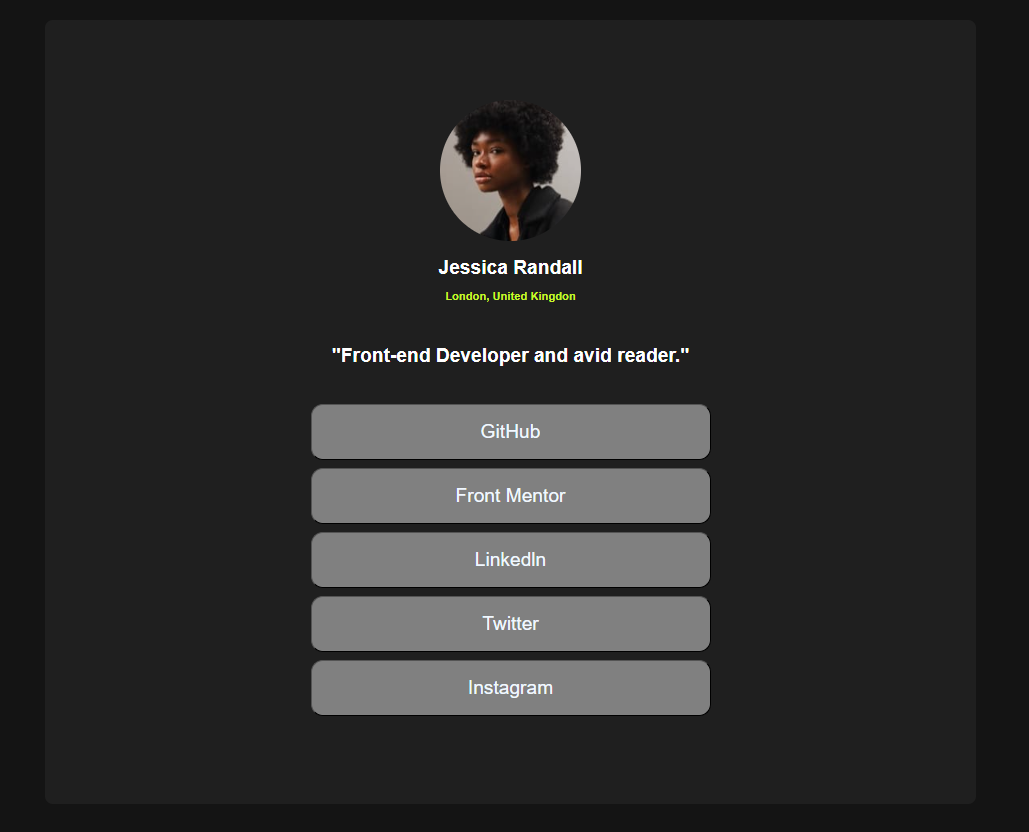 Jessica Randall
London, United Kingdon
"Front-end Developer and avid reader."
GitHub
Front Mentor
LinkedIn
Twitter
Instagram